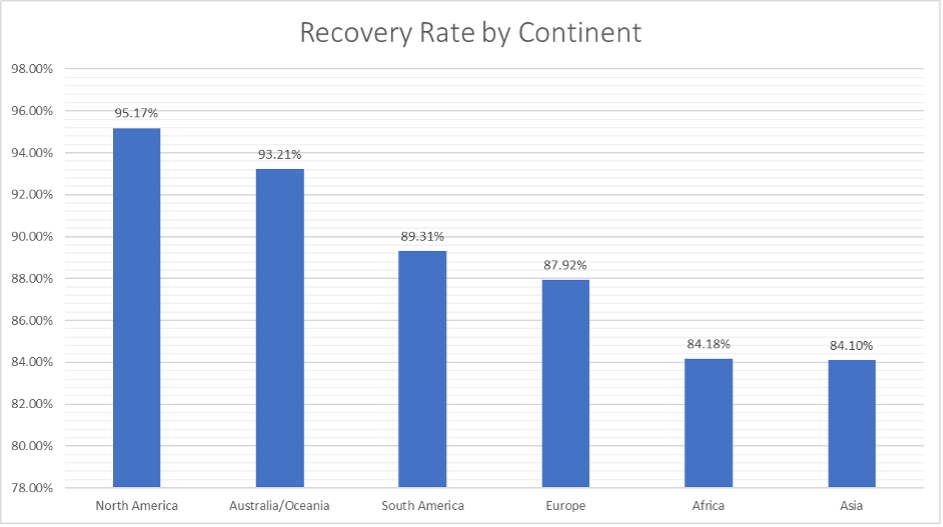 Recovery Rate by Continent
98.00%
96.00%
94.00%
92.00%
90.00%
88.00%
86.00%
84.00%
82.00%
80.00%
78.00%
95.17%
93.21%
89.31%
87.92%
84.18%
84.10%
North America
Australia/Oceania
South America
Europe
Africa
Asia